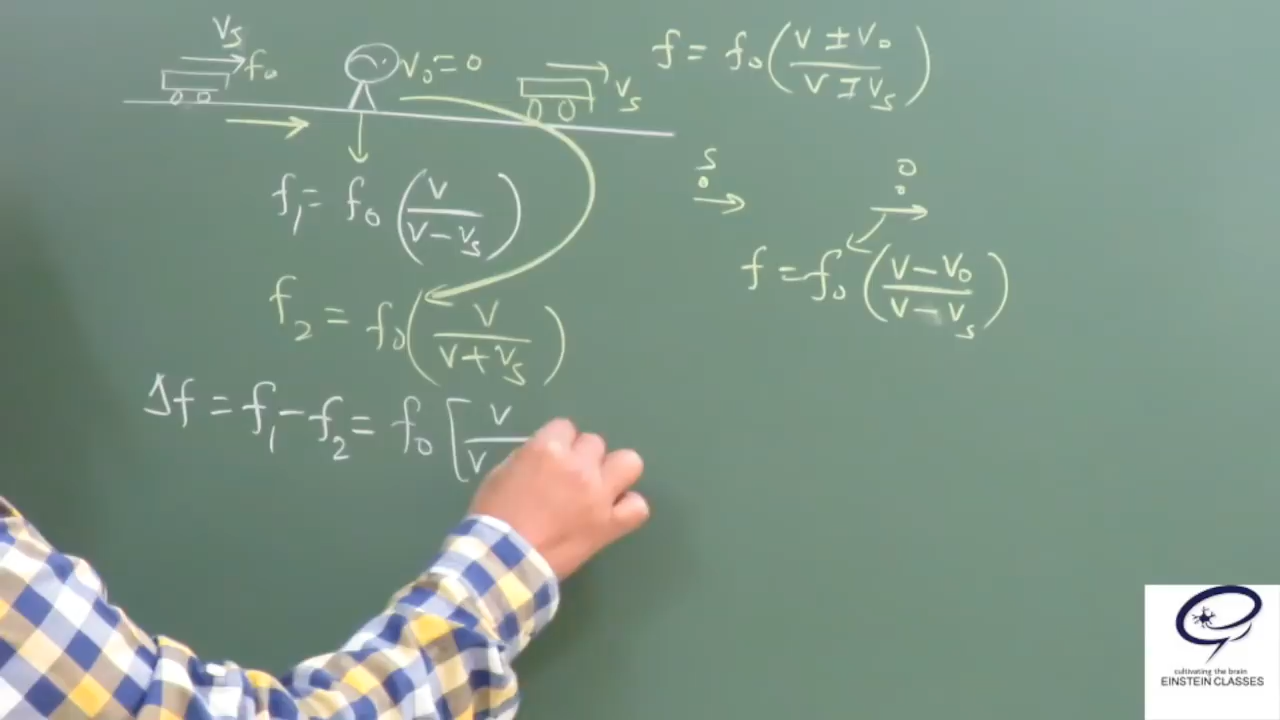 Vs
f₀
V₀ = 0
Vs
f = f₀ (V ± V₀ / V ∓ Vs)
S
O
f₁ = f₀ (V / V − Vs)
f = f₀ (V − V₀ / V − Vs)
f₂ = f₀ (V / V + Vs)
Δf = f₁ − f₂ = f₀ [V / V
cultivating the brain
EINSTEIN CLASSES